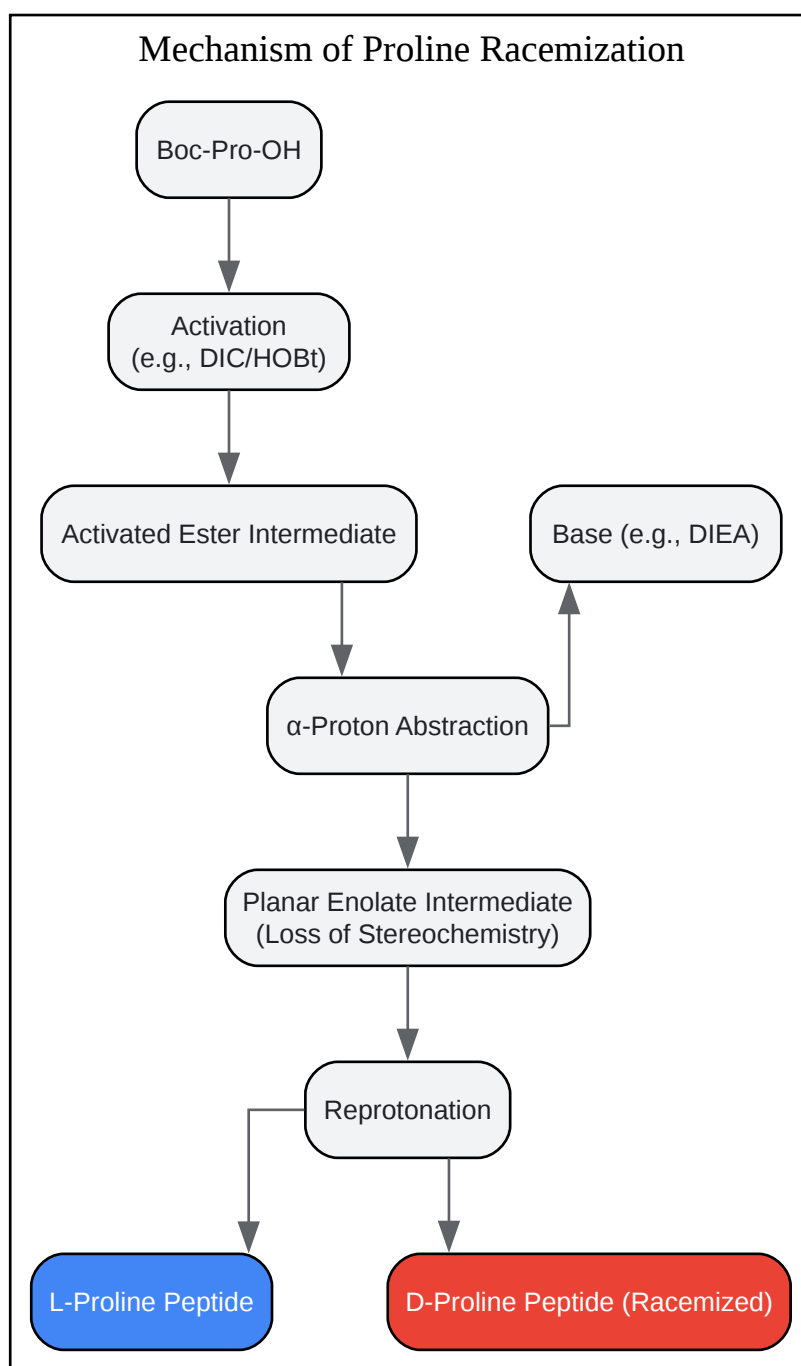 Mechanism of Proline Racemization
Boc-Pro-OH
Activation
(e.g., DIC/HOBt)
Activated Ester Intermediate
Base (e.g., DIEA)
α-Proton Abstraction
Planar Enolate Intermediate
(Loss of Stereochemistry)
Reprotonation
L-Proline Peptide
D-Proline Peptide (Racemized)